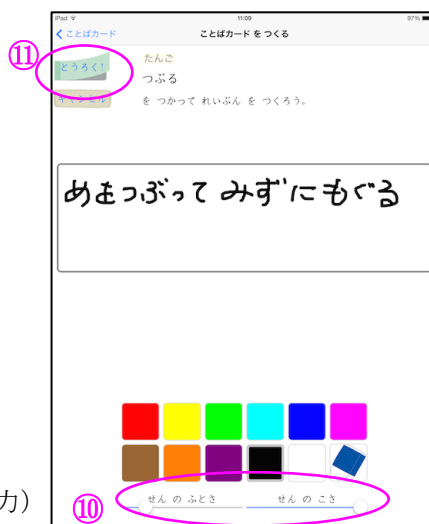 iPad 11:09 97%
ことばカード ことばカード を つくる
⑪
とうろく!
たんご
つぶる
キャンセル
を つかって れいぶん を つくろう。
めをつぶって みずにもぐる
力）
⑩
せん の ふとさ せん の こさ